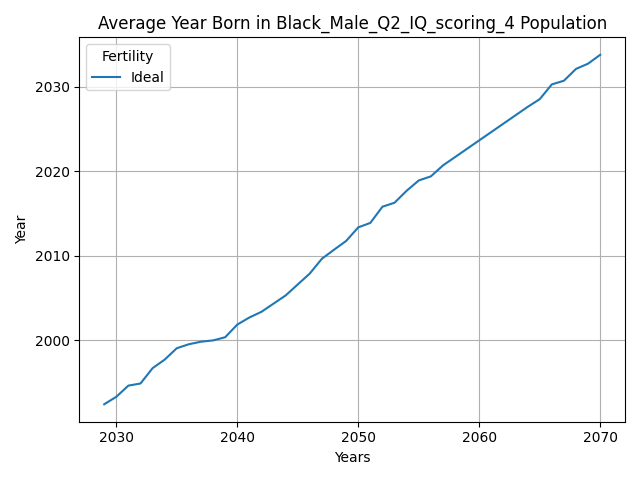 Average Year Born in Black_Male_Q2_IQ_scoring_4 Population
Fertility
Ideal
2030
2020
2010
2000
Year
2030 2040 2050 2060 2070
Years